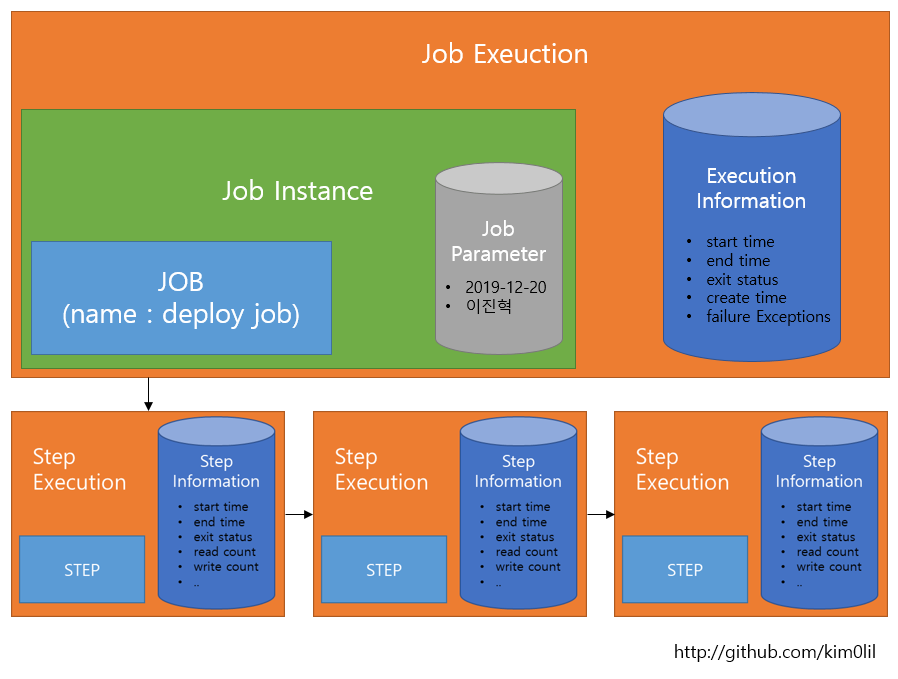 Job Exeuction
Job Instance
JOB
(name : deploy job)
Job
Parameter
• 2019-12-20
• 이진혁
Execution
Information
• start time
• end time
• exit status
• create time
• failure Exceptions
Step
Execution
STEP
Step
Information
• start time
• end time
• exit status
• read count
• write count
• ..
Step
Execution
STEP
Step
Information
• start time
• end time
• exit status
• read count
• write count
• ..
Step
Execution
STEP
Step
Information
• start time
• end time
• exit status
• read count
• write count
• ..
http://github.com/kim0lil